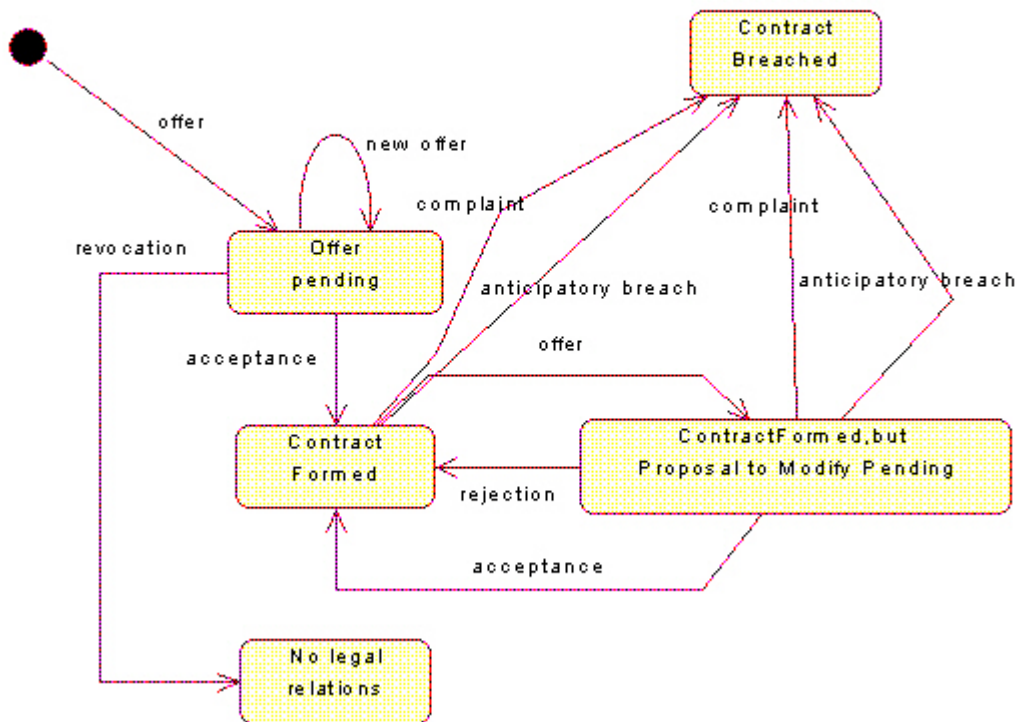 Contract
Breached
offer
new offer
complaint
complaint
revocation
Offer
pending
anticipatory breach
anticipatory breach
offer
acceptance
Contract
Formed
ContractFormed,but
Proposal to Modify Pending
rejection
acceptance
No legal
relations